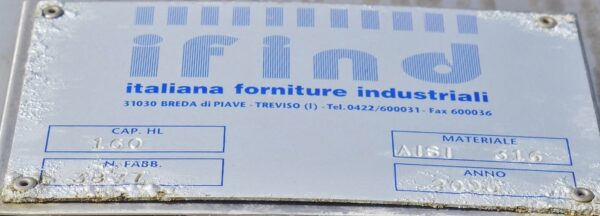 ifind
italiana forniture industriali
31030 BREDA di PIAVE - TREVISO (I) - Tel. 0422/600031 - Fax 600036
CAP. HL
160
MATERIALE
AISI 316
N. FABB.
ANNO